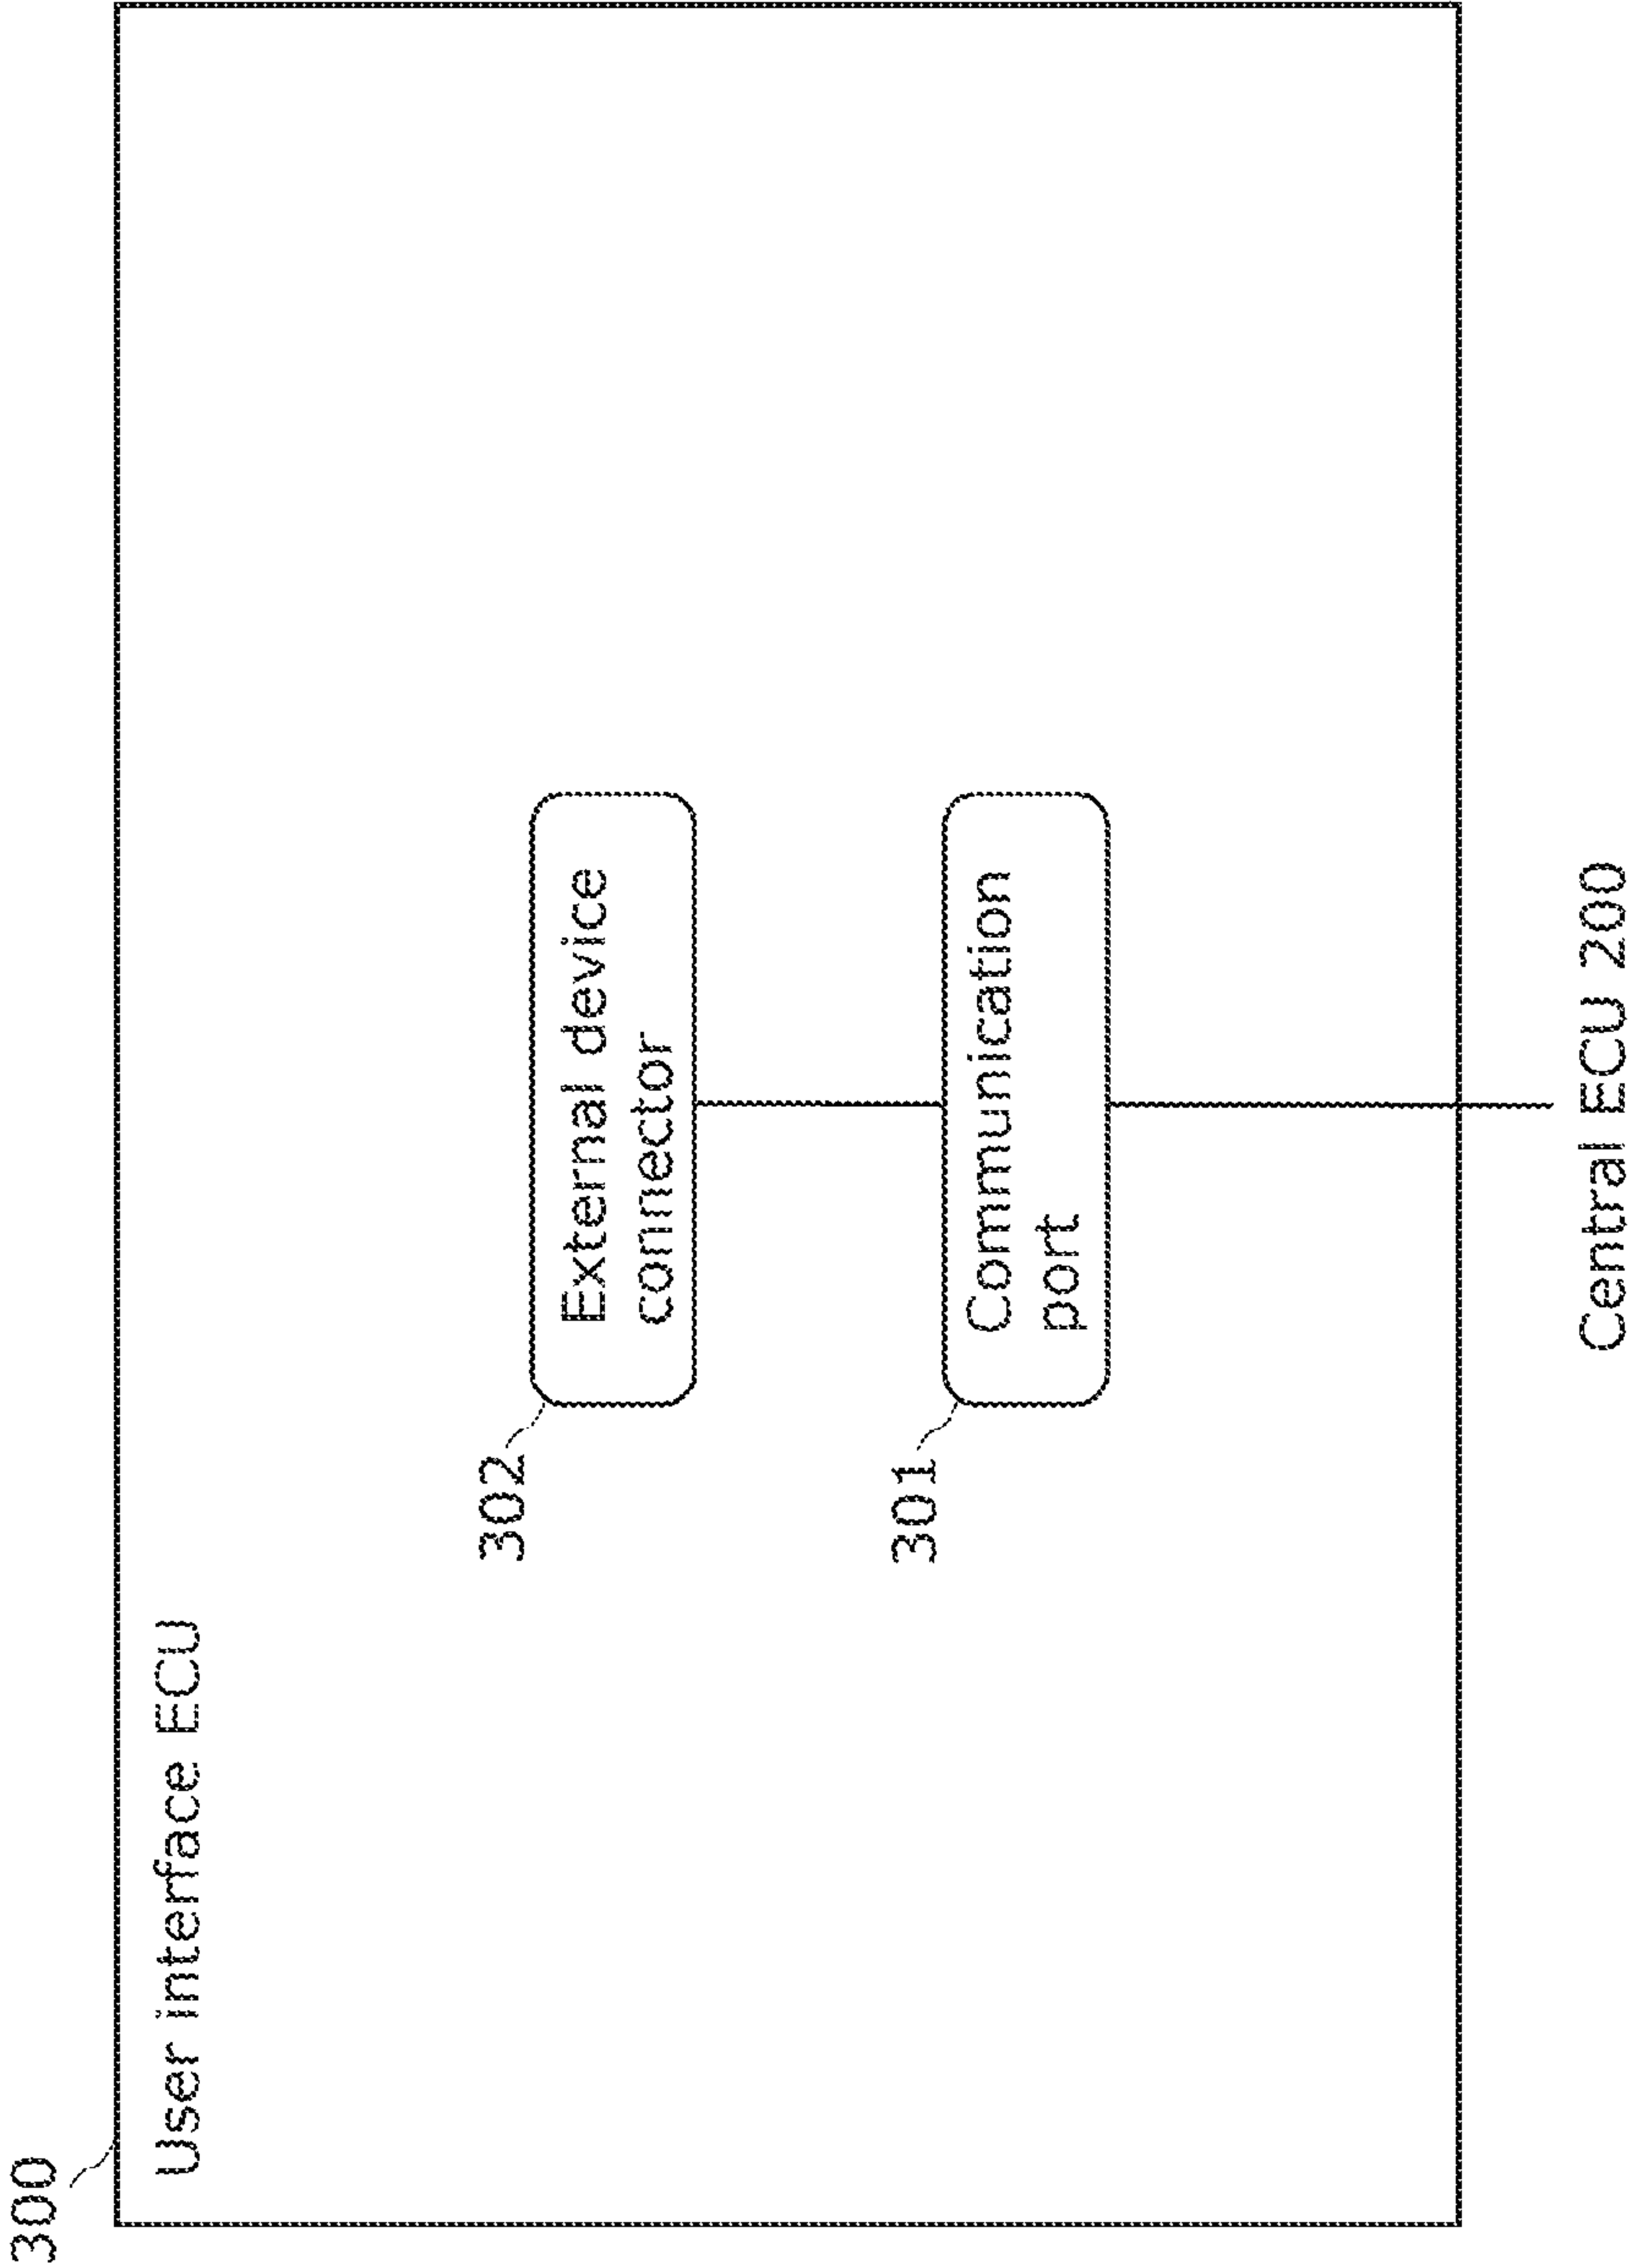 300
User interface ECU
302
External device
connector
301
Communication
port
Central ECU 200